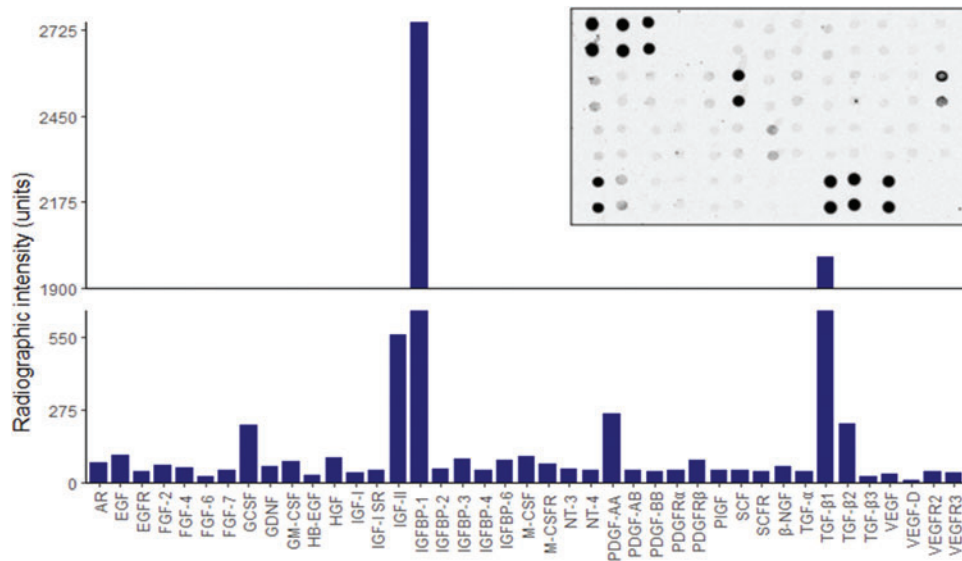 Radiographic intensity (units)
2725
2450
2175
1900
550
275
0
AR
EGF
EGFR
FGF-2
FGF-4
FGF-6
FGF-7
GCSF
GDNF
GM-CSF
HB-EGF
HGF
IGF-I
IGF-I SR
IGF-II
IGFBP-1
IGFBP-2
IGFBP-3
IGFBP-4
IGFBP-6
M-CSF
M-CSFR
NT-3
NT-4
PDGF-AA
PDGF-AB
PDGF-BB
PDGFRα
PDGFRβ
PIGF
SCF
SCFR
β-NGF
TGF-α
TGF-β1
TGF-β2
TGF-β3
VEGF
VEGF-D
VEGFR2
VEGFR3